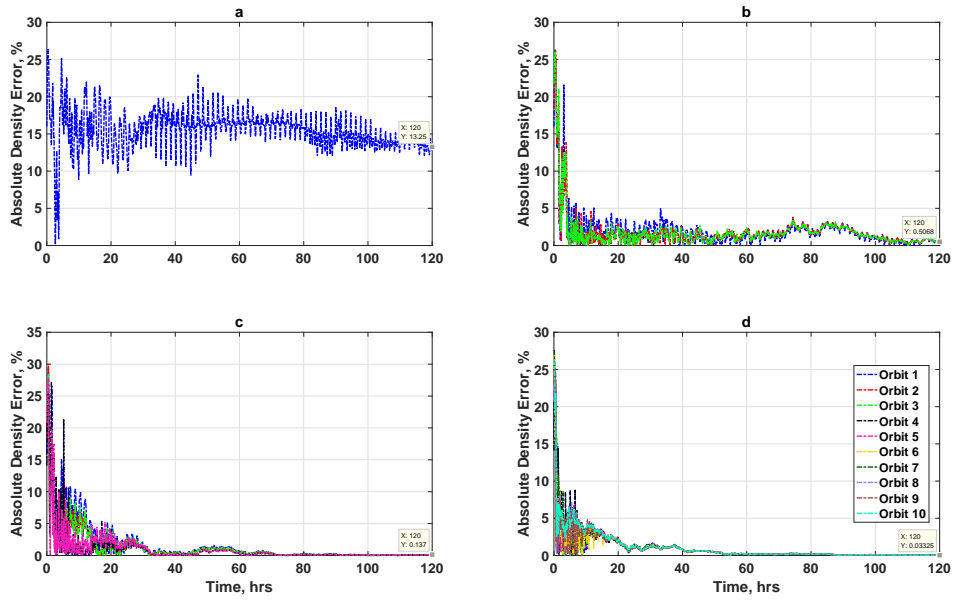 a
Absolute Density Error, %
30
25
20
15
10
5
0
0 20 40 60 80 100 120
X: 120
Y: 13.25
b
Absolute Density Error, %
30
25
20
15
10
5
0
0 20 40 60 80 100 120
X: 120
Y: 0.5068
c
Absolute Density Error, %
35
30
25
20
15
10
5
0
0 20 40 60 80 100 120
Time, hrs
X: 120
Y: 0.137
d
Absolute Density Error, %
30
25
20
15
10
5
0
0 20 40 60 80 100 120
Time, hrs
Orbit 1
Orbit 2
Orbit 3
Orbit 4
Orbit 5
Orbit 6
Orbit 7
Orbit 8
Orbit 9
Orbit 10
X: 120
Y: 0.03325